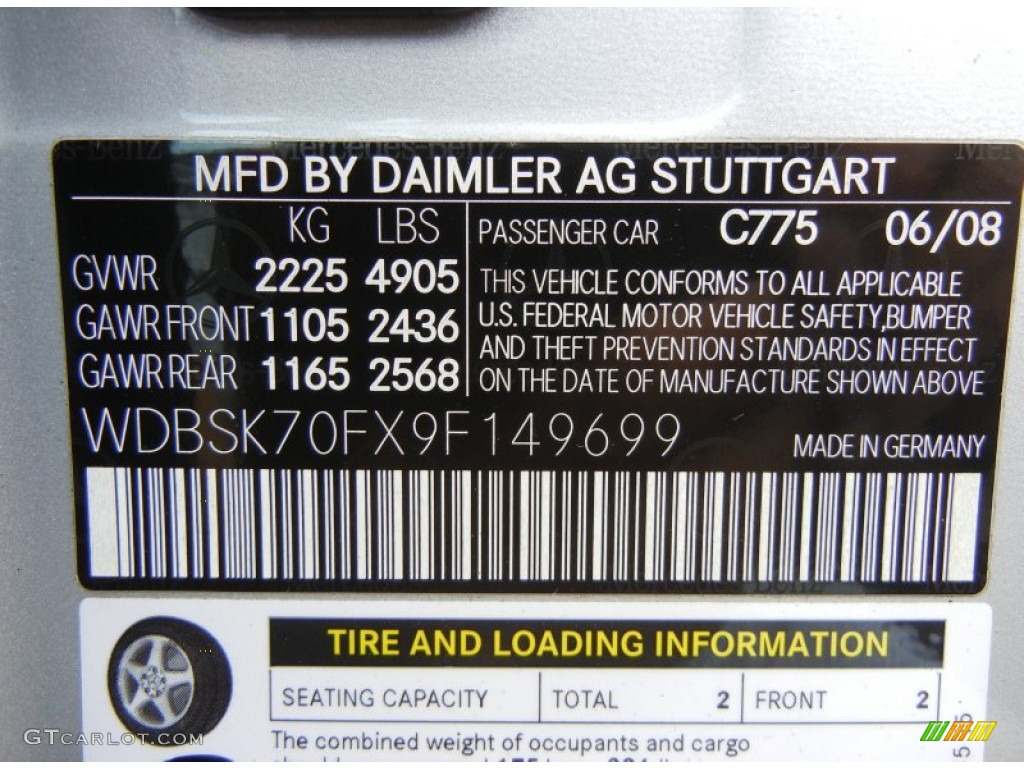 MFD BY DAIMLER AG STUTTGART
KG LBS
GVWR 2225 4905
GAWR FRONT 1105 2436
GAWR REAR 1165 2568
PASSENGER CAR C775 06/08
THIS VEHICLE CONFORMS TO ALL APPLICABLE
U.S. FEDERAL MOTOR VEHICLE SAFETY,BUMPER
AND THEFT PREVENTION STANDARDS IN EFFECT
ON THE DATE OF MANUFACTURE SHOWN ABOVE
WDBSK70FX9F149699
MADE IN GERMANY
TIRE AND LOADING INFORMATION
SEATING CAPACITY TOTAL 2 FRONT 2
The combined weight of occupants and cargo
GTCARLOT.COM